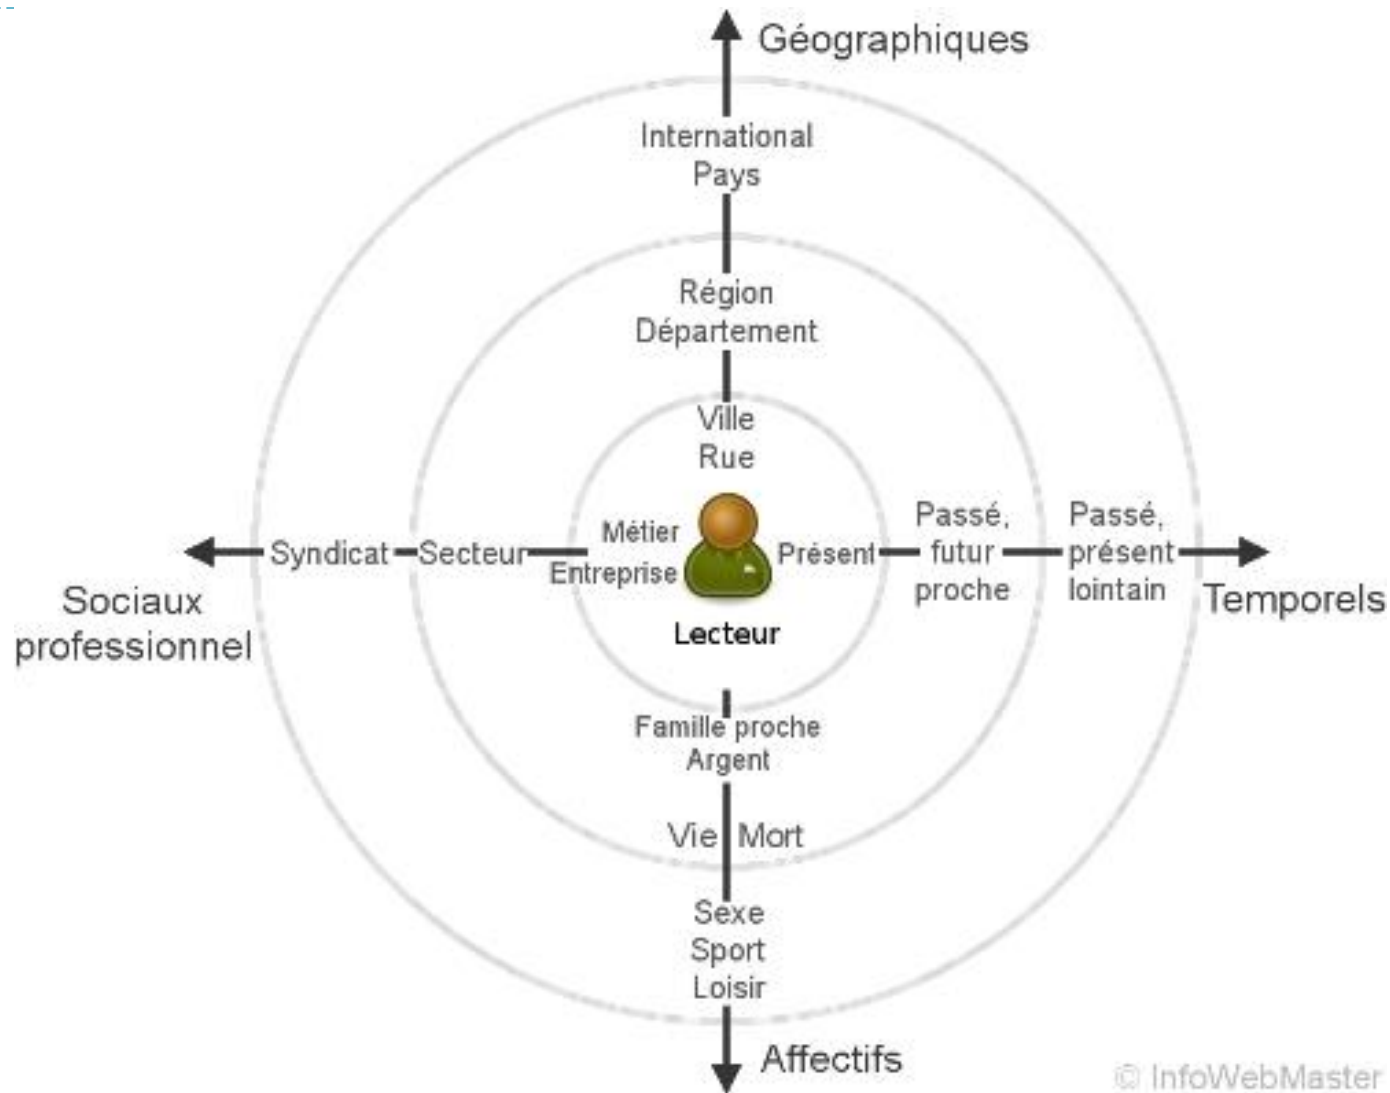 Géographiques
International
Pays
Région
Département
Ville
Rue
Métier
Entreprise
Secteur
Syndicat
Sociaux
professionnel
Lecteur
Présent
Passé,
futur
proche
Passé,
présent
lointain
Temporels
Famille proche
Argent
Vie Mort
Sexe
Sport
Loisir
Affectifs
© InfoWebMaster